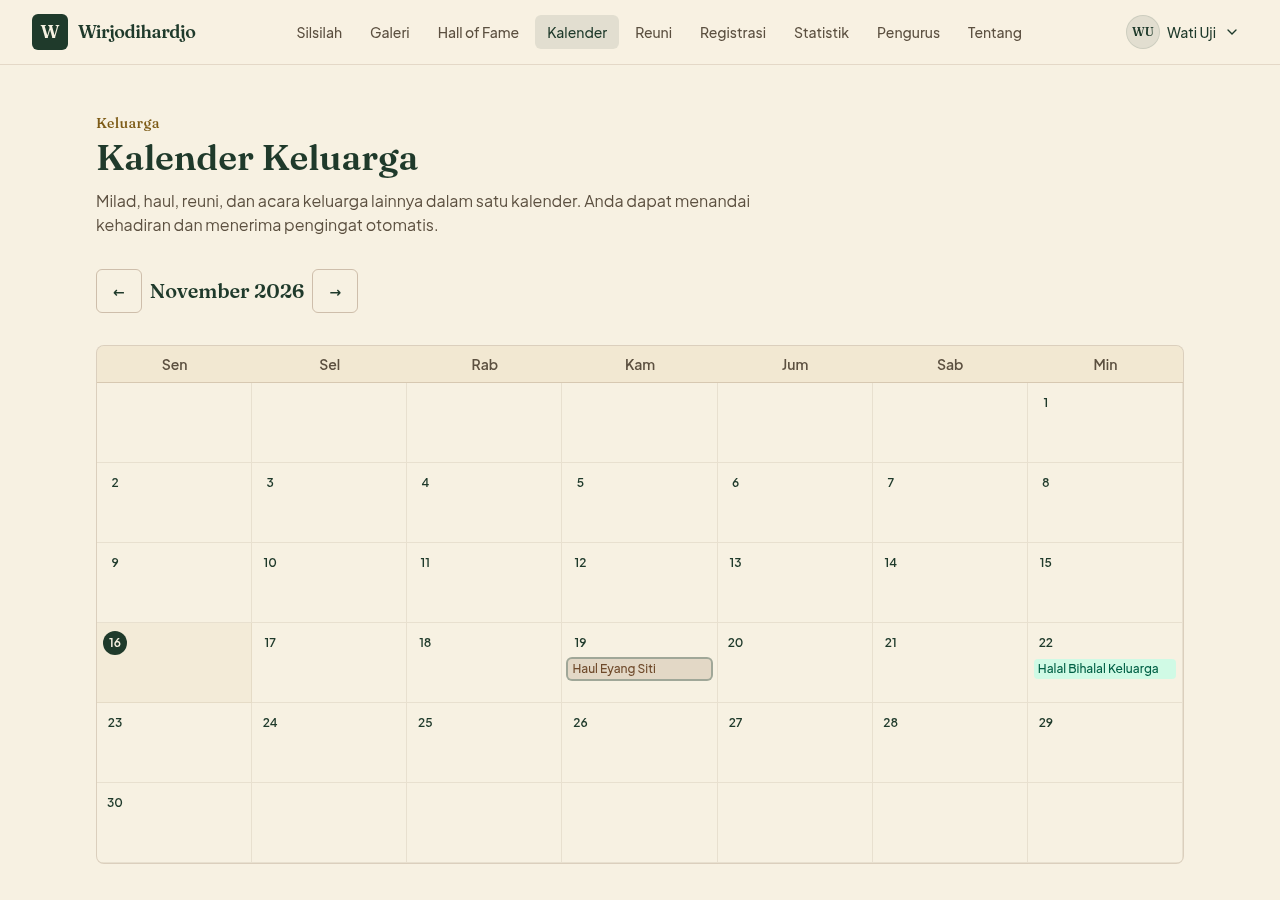 W Wirjodihardjo Silsilah Galeri Hall of Fame Kalender Reuni Registrasi Statistik Pengurus Tentang WU Wati Uji
Keluarga
Kalender Keluarga
Milad, haul, reuni, dan acara keluarga lainnya dalam satu kalender. Anda dapat menandai
kehadiran dan menerima pengingat otomatis.
← November 2026 →
Sen Sel Rab Kam Jum Sab Min
1
2 3 4 5 6 7 8
9 10 11 12 13 14 15
16 17 18 19 20 21 22
Haul Eyang Siti Halal Bihalal Keluarga
23 24 25 26 27 28 29
30